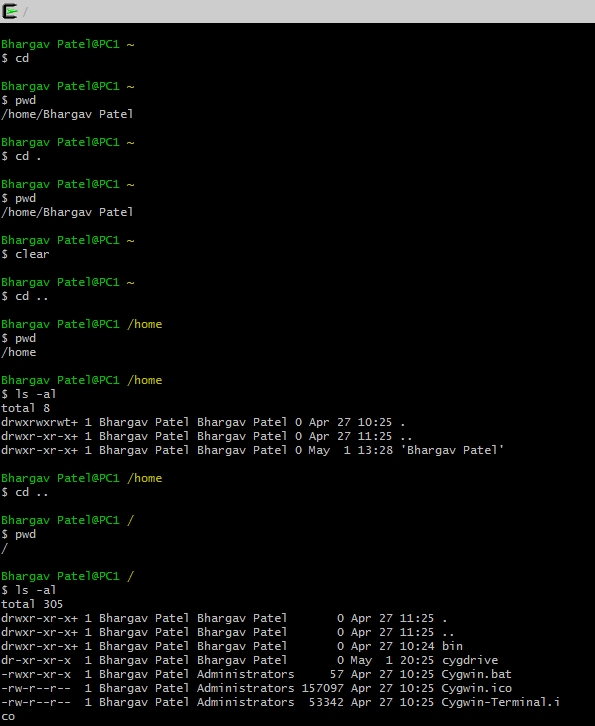 /
Bhargav Patel@PC1 ~
$ cd
Bhargav Patel@PC1 ~
$ pwd
/home/Bhargav Patel
Bhargav Patel@PC1 ~
$ cd .
Bhargav Patel@PC1 ~
$ pwd
/home/Bhargav Patel
Bhargav Patel@PC1 ~
$ clear
Bhargav Patel@PC1 ~
$ cd ..
Bhargav Patel@PC1 /home
$ pwd
/home
Bhargav Patel@PC1 /home
$ ls -al
total 8
drwxrwxrwt+ 1 Bhargav Patel Bhargav Patel 0 Apr 27 10:25 .
drwxr-xr-x+ 1 Bhargav Patel Bhargav Patel 0 Apr 27 11:25 ..
drwxr-xr-x+ 1 Bhargav Patel Bhargav Patel 0 May  1 13:28 'Bhargav Patel'
Bhargav Patel@PC1 /home
$ cd ..
Bhargav Patel@PC1 /
$ pwd
/
Bhargav Patel@PC1 /
$ ls -al
total 305
drwxr-xr-x+ 1 Bhargav Patel Bhargav Patel      0 Apr 27 11:25 .
drwxr-xr-x+ 1 Bhargav Patel Bhargav Patel      0 Apr 27 11:25 ..
drwxr-xr-x+ 1 Bhargav Patel Bhargav Patel      0 Apr 27 10:24 bin
dr-xr-xr-x  1 Bhargav Patel Bhargav Patel      0 May  1 20:25 cygdrive
-rwxr-xr-x  1 Bhargav Patel Administrators     57 Apr 27 10:25 Cygwin.bat
-rw-r--r--  1 Bhargav Patel Administrators 157097 Apr 27 10:25 Cygwin.ico
-rw-r--r--  1 Bhargav Patel Administrators  53342 Apr 27 10:25 Cygwin-Terminal.i
co